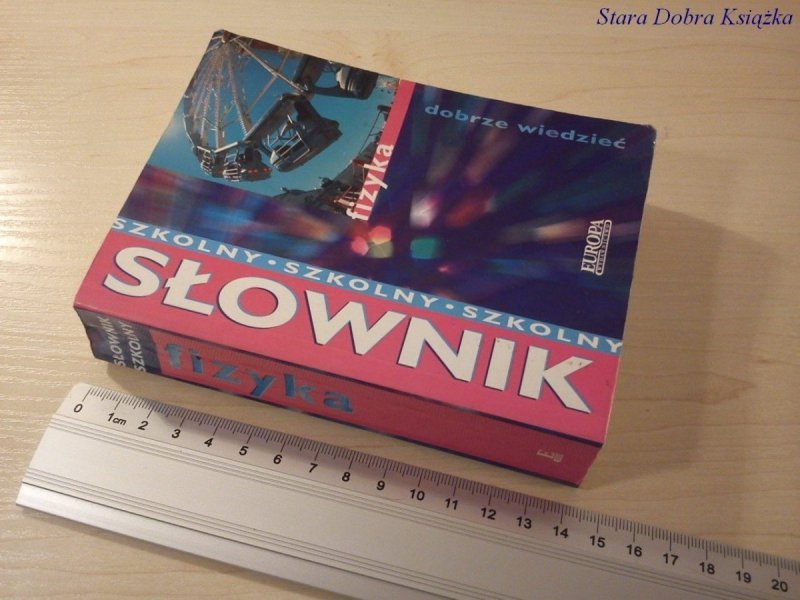 Stara Dobra Książka
dobrze wiedzieć
fizyka
EUROPA
SZKOLNY • SZKOLNY • SZKOLNY
SŁOWNIK
SŁOWNIK
SZKOLNY
fizyka
0 1cm 2 3 4 5 6 7 8 9 10 11 12 13 14 15 16 17 18 19 20